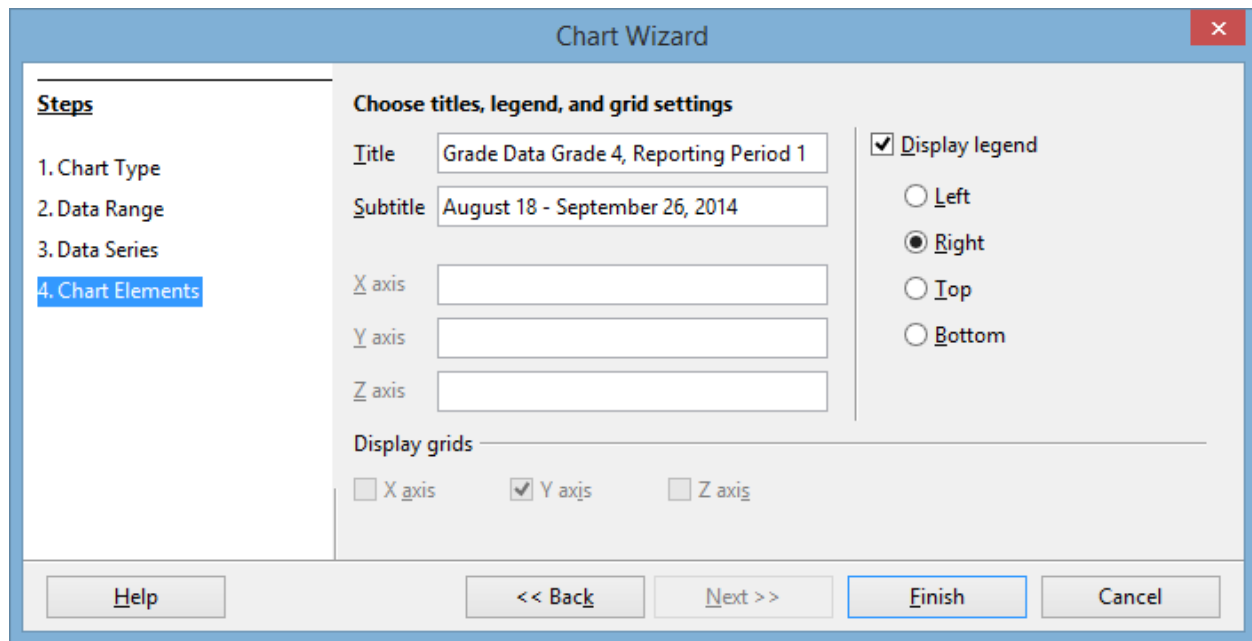 Chart Wizard
Steps
1. Chart Type
2. Data Range
3. Data Series
4. Chart Elements
Choose titles, legend, and grid settings
Title Grade Data Grade 4, Reporting Period 1
Subtitle August 18 - September 26, 2014
X axis
Y axis
Z axis
Display legend
Left
Right
Top
Bottom
Display grids
X axis Y axis Z axis
Help << Back Next >> Finish Cancel